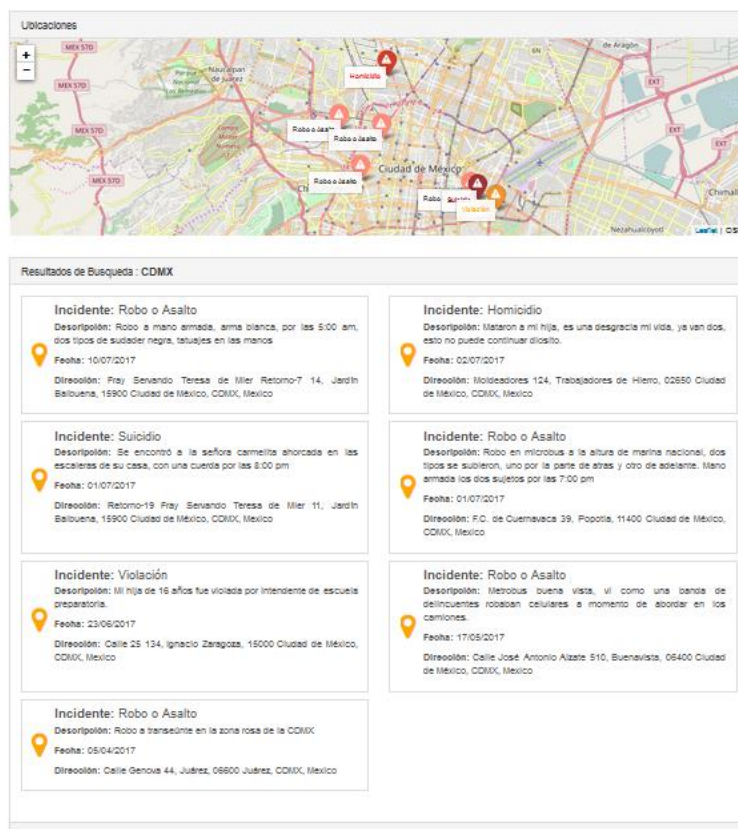 Ubicaciones
+
−
MEX 57D
MEX 57D
MEX 57D
MEX 57D
Naucalpan
de Juárez
6N
de Aragón
EXT
EXT
EXT
Homicidio
Robo o Asalto
Robo o Asalto
Robo o Asalto
Ciudad de México
Robo
Violación
Chimal
Nezahualcóyotl
Leaflet | OS
Resultados de Busqueda : CDMX
Incidente: Robo o Asalto
Descripción: Robo a mano armada, arma blanca, por las 5:00 am,
dos tipos de sudader negra, tatuajes en las manos
Fecha: 10/07/2017
Dirección: Fray Servando Teresa de Mier Retorno-7 14, Jardín
Balbuena, 15900 Ciudad de México, CDMX, Mexico
Incidente: Homicidio
Descripción: Mataron a mi hija, es una desgracia mi vida, ya van dos,
esto no puede continuar diosito.
Fecha: 02/07/2017
Dirección: Moldeadores 124, Trabajadores de Hierro, 02650 Ciudad
de México, CDMX, Mexico
Incidente: Suicidio
Descripción: Se encontró a la señora carmelita ahorcada en las
escaleras de su casa, con una cuerda por las 8:00 pm
Fecha: 01/07/2017
Dirección: Retorno-19 Fray Servando Teresa de Mier 11, Jardín
Balbuena, 15900 Ciudad de México, CDMX, Mexico
Incidente: Robo o Asalto
Descripción: Robo en microbus a la altura de marina nacional, dos
tipos se subieron, uno por la parte de atras y otro de adelante. Mano
armada los dos sujetos por las 7:00 pm
Fecha: 01/07/2017
Dirección: F.C. de Cuernavaca 39, Popotla, 11400 Ciudad de México,
CDMX, Mexico
Incidente: Violación
Descripción: Mi hija de 16 años fue violada por intendente de escuela
preparatoria.
Fecha: 23/06/2017
Dirección: Calle 25 134, Ignacio Zaragoza, 15000 Ciudad de México,
CDMX, Mexico
Incidente: Robo o Asalto
Descripción: Metrobus buena vista, vi como una banda de
delincuentes robaban celulares a momento de abordar en los
camiones.
Fecha: 17/05/2017
Dirección: Calle José Antonio Alzate 510, Buenavista, 06400 Ciudad
de México, CDMX, Mexico
Incidente: Robo o Asalto
Descripción: Robo a transeúnte en la zona rosa de la CDMX
Fecha: 05/04/2017
Dirección: Calle Genova 44, Juárez, 06600 Juárez, CDMX, Mexico